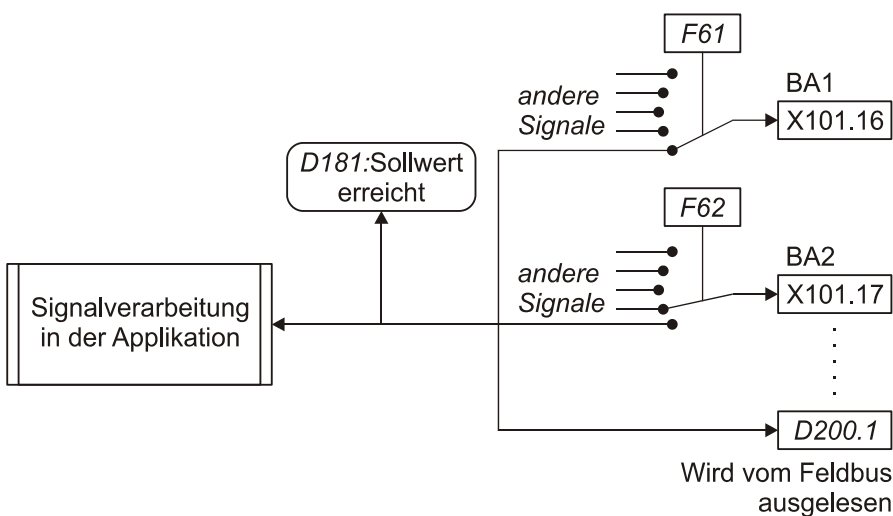 F61
andere
Signale
BA1
X101.16
D181:Sollwert
erreicht
F62
andere
Signale
BA2
X101.17
Signalverarbeitung
in der Applikation
D200.1
Wird vom Feldbus
ausgelesen